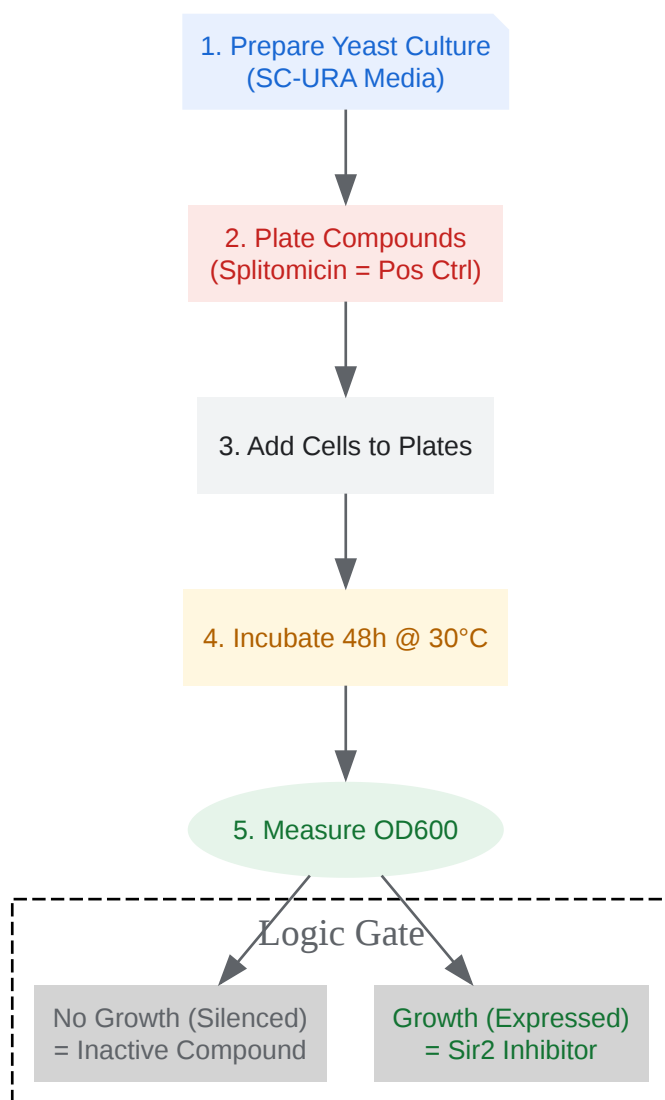 1. Prepare Yeast Culture
(SC-URA Media)
2. Plate Compounds
(Splitomicin = Pos Ctrl)
3. Add Cells to Plates
4. Incubate 48h @ 30°C
5. Measure OD600
Logic Gate
No Growth (Silenced)
= Inactive Compound
Growth (Expressed)
= Sir2 Inhibitor